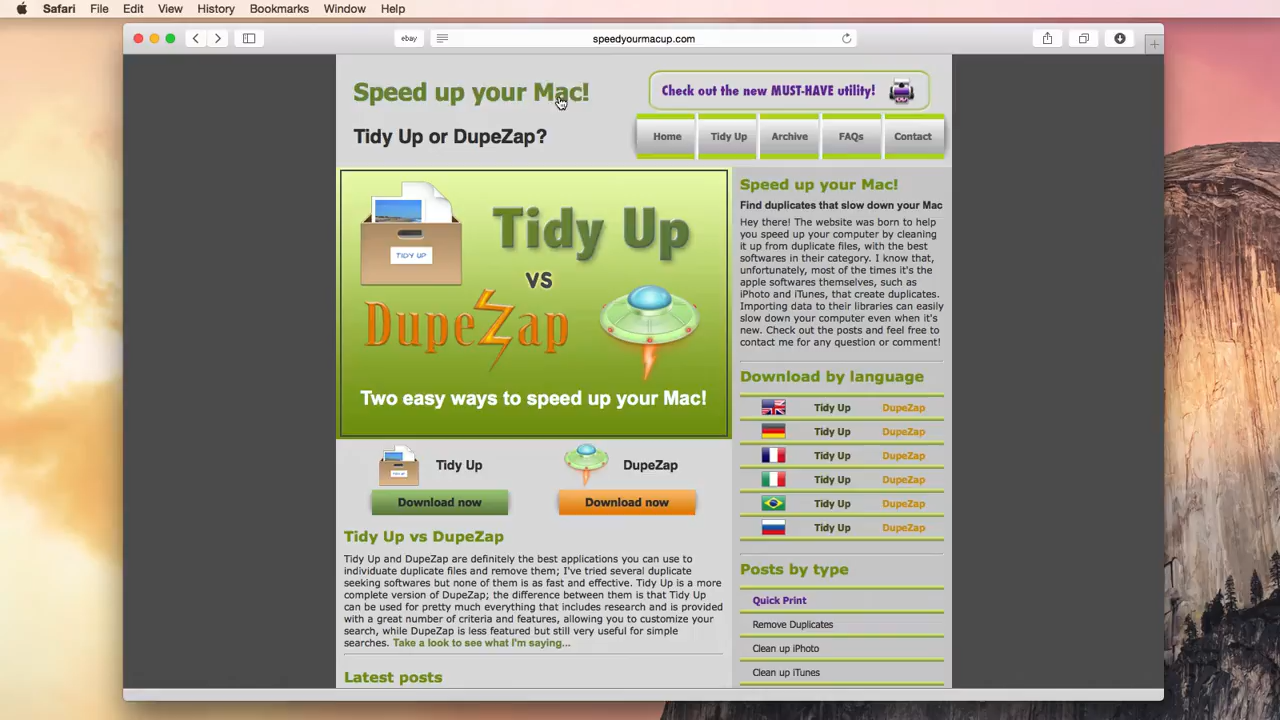 Safari File Edit View History Bookmarks Window Help
ebay
speedyourmacup.com
Speed up your Mac!
Check out the new MUST-HAVE utility!
Tidy Up or DupeZap?
Home Tidy Up Archive FAQs Contact
TIDY UP
Tidy Up
VS
DupeZap
Two easy ways to speed up your Mac!
Tidy Up
DupeZap
Download now
Download now
Tidy Up vs DupeZap
Tidy Up and DupeZap are definitely the best applications you can use to
individuate duplicate files and remove them; I've tried several duplicate
seeking softwares but none of them is as fast and effective. Tidy Up is a more
complete version of DupeZap; the difference between them is that Tidy Up
can be used for pretty much everything that includes research and is provided
with a great number of criteria and features, allowing you to customize your
search, while DupeZap is less featured but still very useful for simple
searches. Take a look to see what I'm saying...
Latest posts
Speed up your Mac!
Find duplicates that slow down your Mac
Hey there! The website was born to help
you speed up your computer by cleaning
it up from duplicate files, with the best
softwares in their category. I know that,
unfortunately, most of the times it's the
apple softwares themselves, such as
iPhoto and iTunes, that create duplicates.
Importing data to their libraries can easily
slow down your computer even when it's
new. Check out the posts and feel free to
contact me for any question or comment!
Download by language
Tidy Up DupeZap
Tidy Up DupeZap
Tidy Up DupeZap
Tidy Up DupeZap
Tidy Up DupeZap
Tidy Up DupeZap
Posts by type
Quick Print
Remove Duplicates
Clean up iPhoto
Clean up iTunes